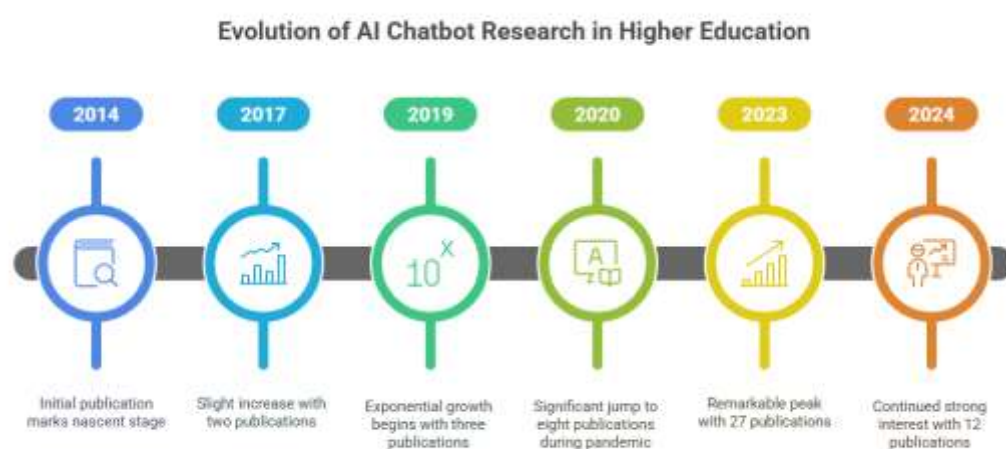 Evolution of AI Chatbot Research in Higher Education
2014
2017
2019
2020
2023
2024
10^X
A
Initial publication
marks nascent stage
Slight increase with
two publications
Exponential growth
begins with three
publications
Significant jump to
eight publications
during pandemic
Remarkable peak
with 27 publications
Continued strong
interest with 12
publications